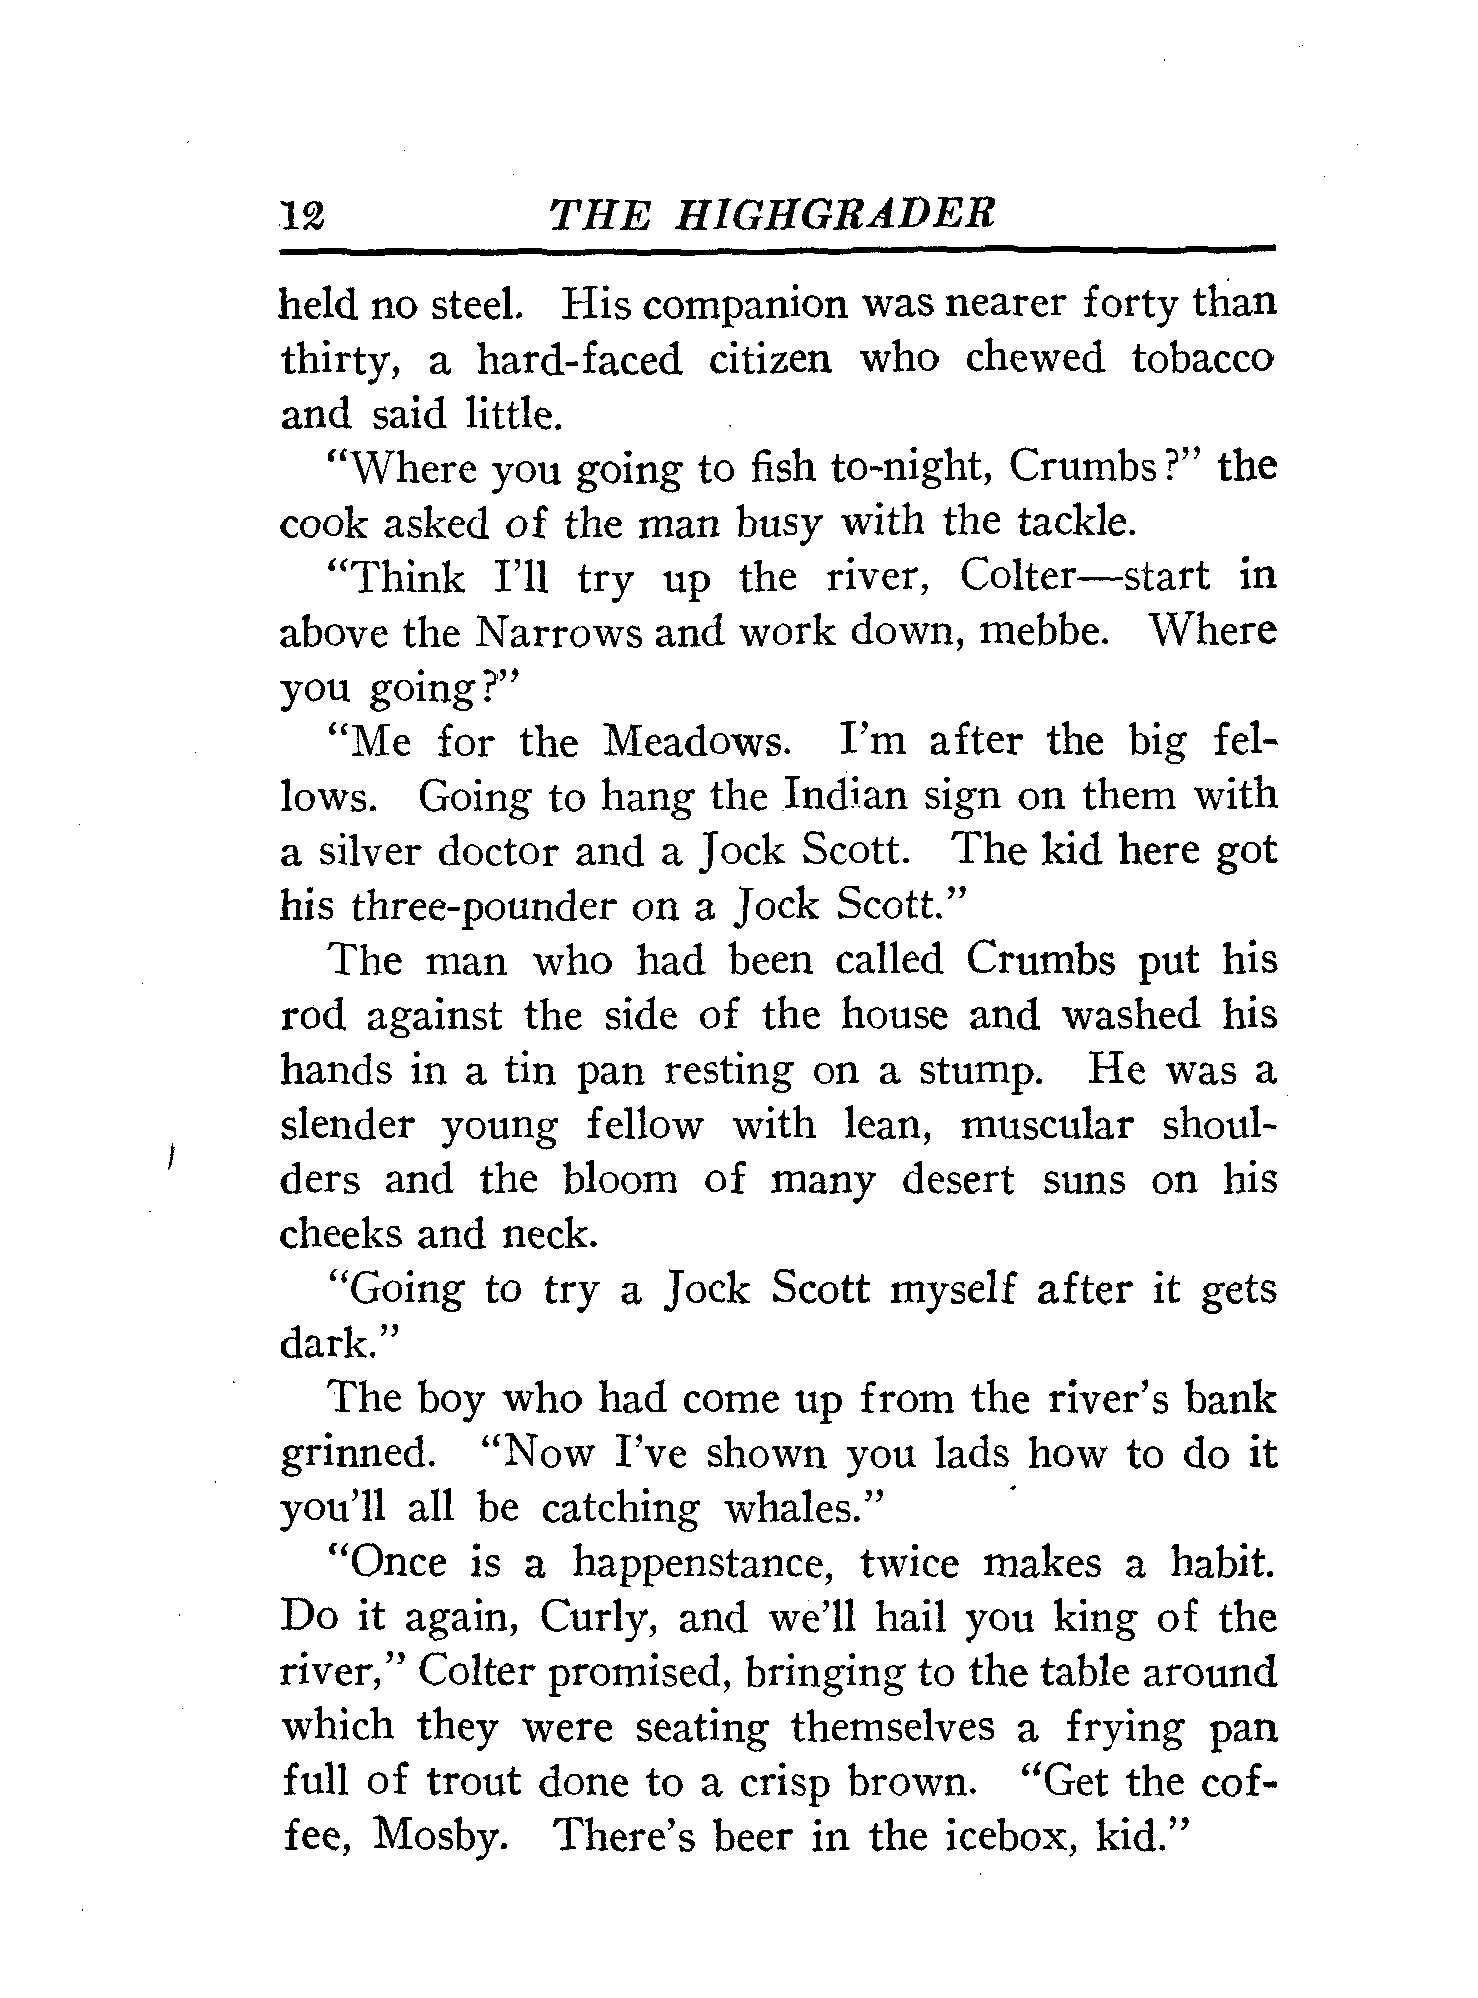 12 THE HIGHGRADER
held no steel. His companion was nearer forty than
thirty, a hard-faced citizen who chewed tobacco
and said little.
"Where you going to fish to-night, Crumbs?" the
cook asked of the man busy with the tackle.
"Think I'll try up the river, Colter—start in
above the Narrows and work down, mebbe. Where
you going?"
"Me for the Meadows. I'm after the big fel-
lows. Going to hang the Indian sign on them with
a silver doctor and a Jock Scott. The kid here got
his three-pounder on a Jock Scott."
The man who had been called Crumbs put his
rod against the side of the house and washed his
hands in a tin pan resting on a stump. He was a
slender young fellow with lean, muscular shoul-
ders and the bloom of many desert suns on his
cheeks and neck.
"Going to try a Jock Scott myself after it gets
dark."
The boy who had come up from the river's bank
grinned. "Now I've shown you lads how to do it
you'll all be catching whales."
"Once is a happenstance, twice makes a habit.
Do it again, Curly, and we'll hail you king of the
river," Colter promised, bringing to the table around
which they were seating themselves a frying pan
full of trout done to a crisp brown. "Get the cof-
fee, Mosby. There's beer in the icebox, kid."